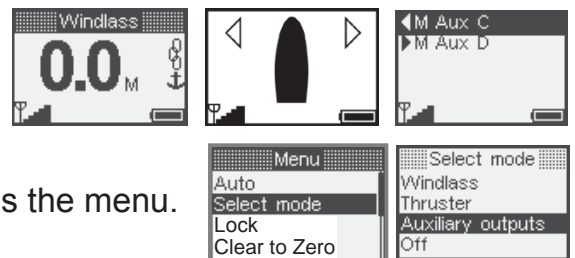 Windlass
0.0 M
M Aux C
M Aux D
s the menu.
Menu
Auto
Select mode
Lock
Clear to Zero
Select mode
Windlass
Thruster
Auxiliary outputs
Off